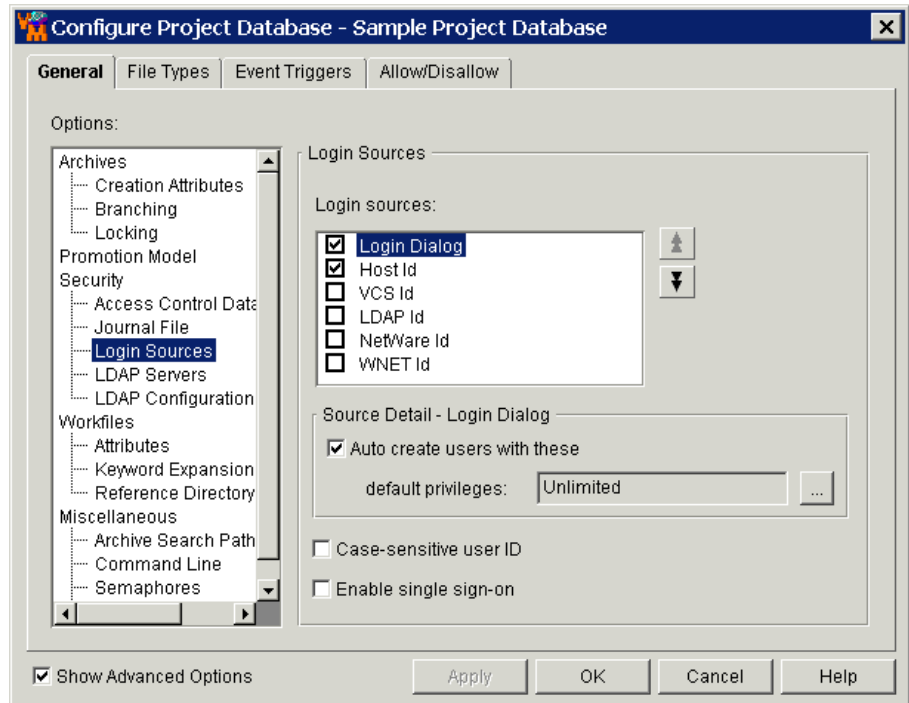 Configure Project Database - Sample Project Database
General File Types Event Triggers Allow/Disallow
Options:
Archives
Creation Attributes
Branching
Locking
Promotion Model
Security
Access Control Data
Journal File
Login Sources
LDAP Servers
LDAP Configuration
Workfiles
Attributes
Keyword Expansion
Reference Directory
Miscellaneous
Archive Search Path
Command Line
Semaphores
Login Sources
Login sources:
Login Dialog
Host Id
VCS Id
LDAP Id
NetWare Id
WNET Id
Source Detail - Login Dialog
Auto create users with these
default privileges: Unlimited ...
Case-sensitive user ID
Enable single sign-on
Show Advanced Options Apply OK Cancel Help